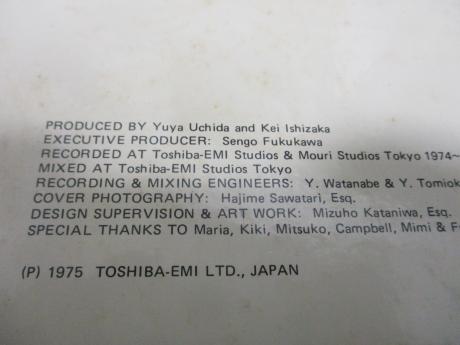 PRODUCED BY Yuya Uchida and Kei Ishizaka
EXECUTIVE PRODUCER: Sengo Fukukawa
RECORDED AT Toshiba-EMI Studios & Mouri Studios Tokyo 1974~
MIXED AT Toshiba-EMI Studios Tokyo
RECORDING & MIXING ENGINEERS: Y. Watanabe & Y. Tomiok
COVER PHOTOGRAPHY: Hajime Sawatari, Esq.
DESIGN SUPERVISION & ART WORK: Mizuho Kataniwa, Esq.
SPECIAL THANKS TO Maria, Kiki, Mitsuko, Campbell, Mimi &
(P) 1975 TOSHIBA-EMI LTD., JAPAN